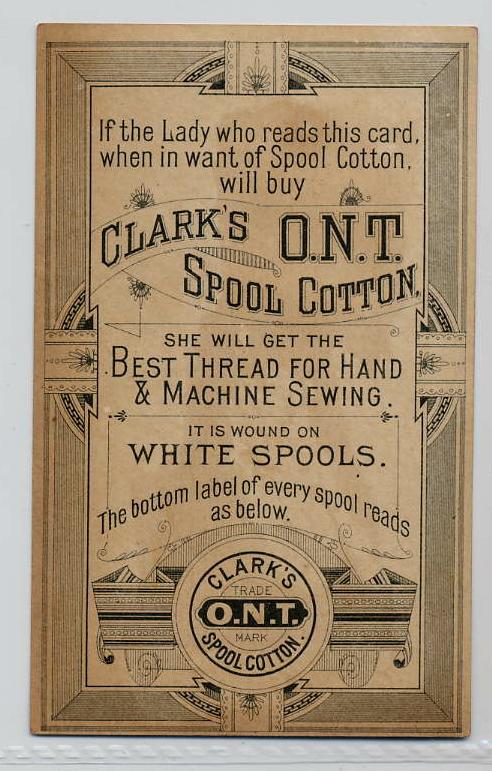 If the Lady who reads this card,
when in want of Spool Cotton,
will buy
CLARK'S O.N.T.
SPOOL COTTON,
SHE WILL GET THE
BEST THREAD FOR HAND
& MACHINE SEWING.
IT IS WOUND ON
WHITE SPOOLS.
The bottom label of every spool reads
as below.
CLARK'S
TRADE
O.N.T.
MARK
SPOOL COTTON.